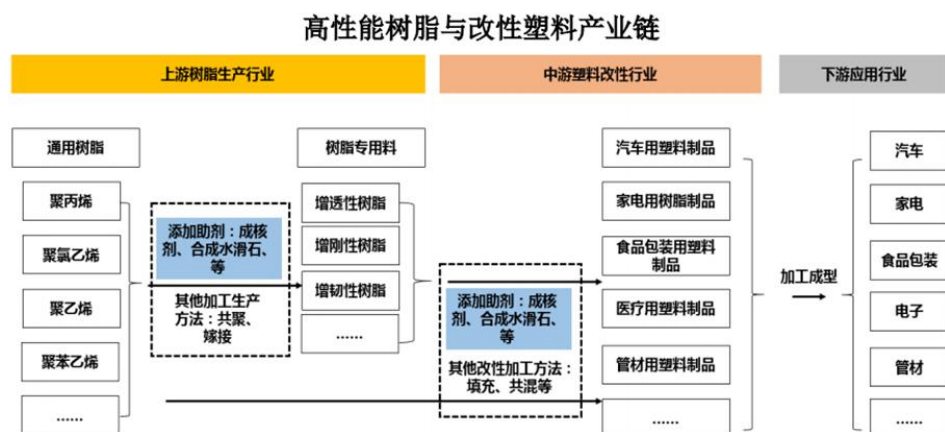 高性能树脂与改性塑料产业链
上游树脂生产行业
中游塑料改性行业
下游应用行业
通用树脂
聚丙烯
聚氯乙烯
聚乙烯
聚苯乙烯
......
添加助剂：成核
剂、合成水滑石、
等
其他加工生产
方法：共聚、
嫁接
树脂专用料
增透性树脂
增刚性树脂
增韧性树脂
......
添加助剂：成核
剂、合成水滑石、
等
其他改性加工方法：
填充、共混等
汽车用塑料制品
家电用树脂制品
食品包装用塑料
制品
医疗用塑料制品
管材用塑料制品
......
加工成型
汽车
家电
食品包装
电子
管材
......